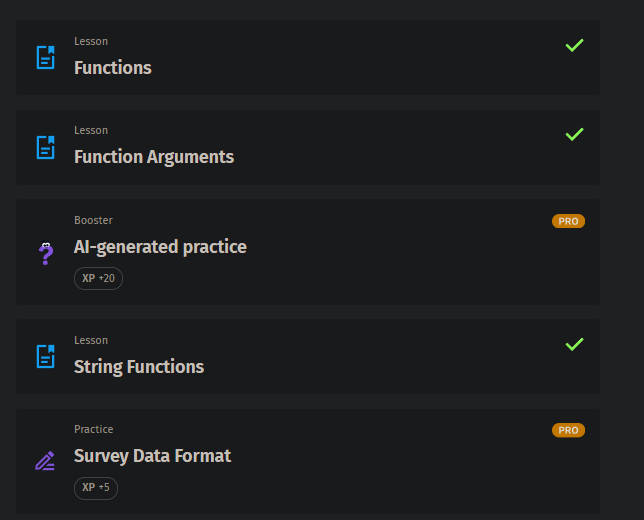 Lesson
Functions
Lesson
Function Arguments
Booster
PRO
AI-generated practice
XP +20
Lesson
String Functions
Practice
PRO
Survey Data Format
XP +5